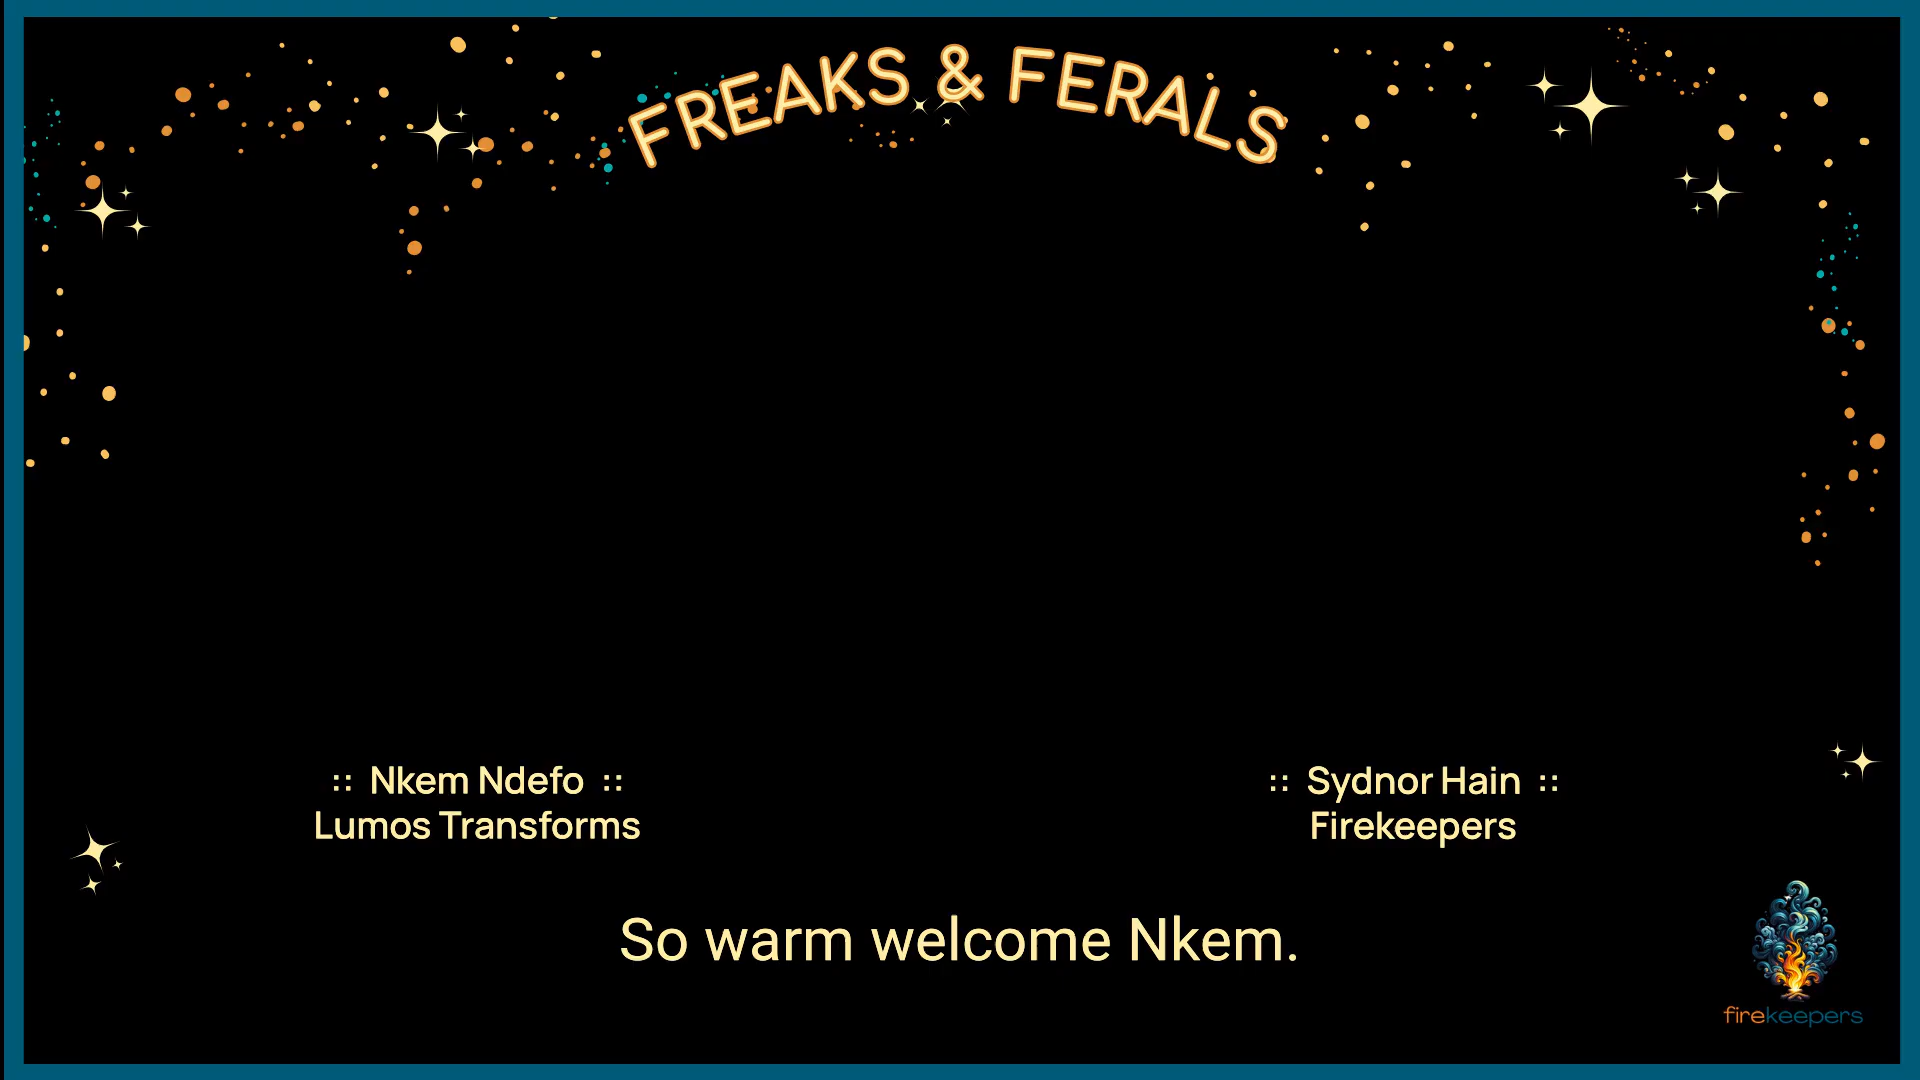 FREAKS & FERALS
:: Nkem Ndefo ::
Lumos Transforms
:: Sydnor Hain ::
Firekeepers
So warm welcome Nkem.
firekeepers